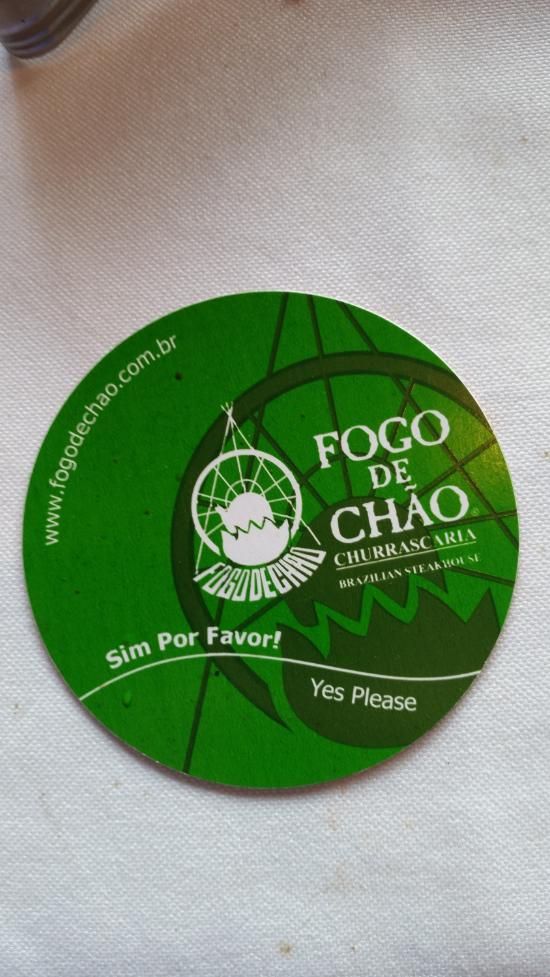 www.fogodechao.com.br
FOGO
DE
CHÃO
CHURRASCARIA
BRAZILIAN STEAKHOUSE
FOGO DE CHÃO
Sim Por Favor!
Yes Please